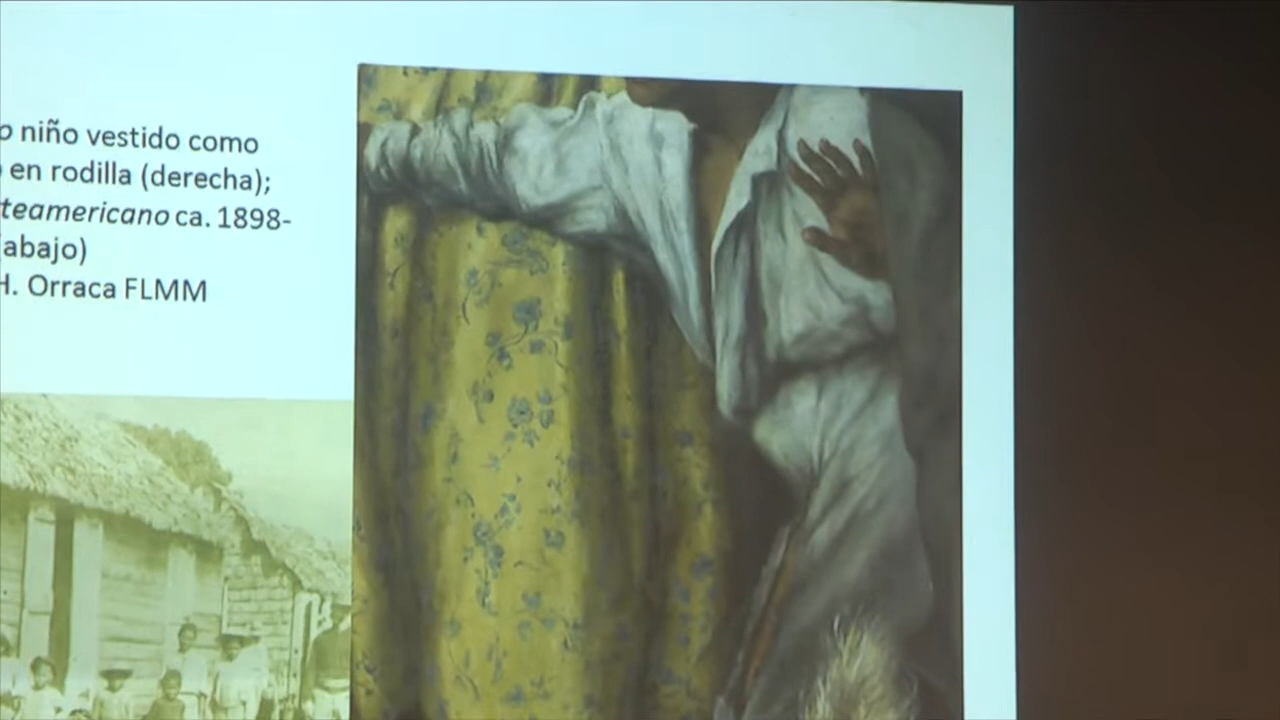 o niño vestido como
en rodilla (derecha);
teamericano ca. 1898-
abajo)
H. Orraca FLMM